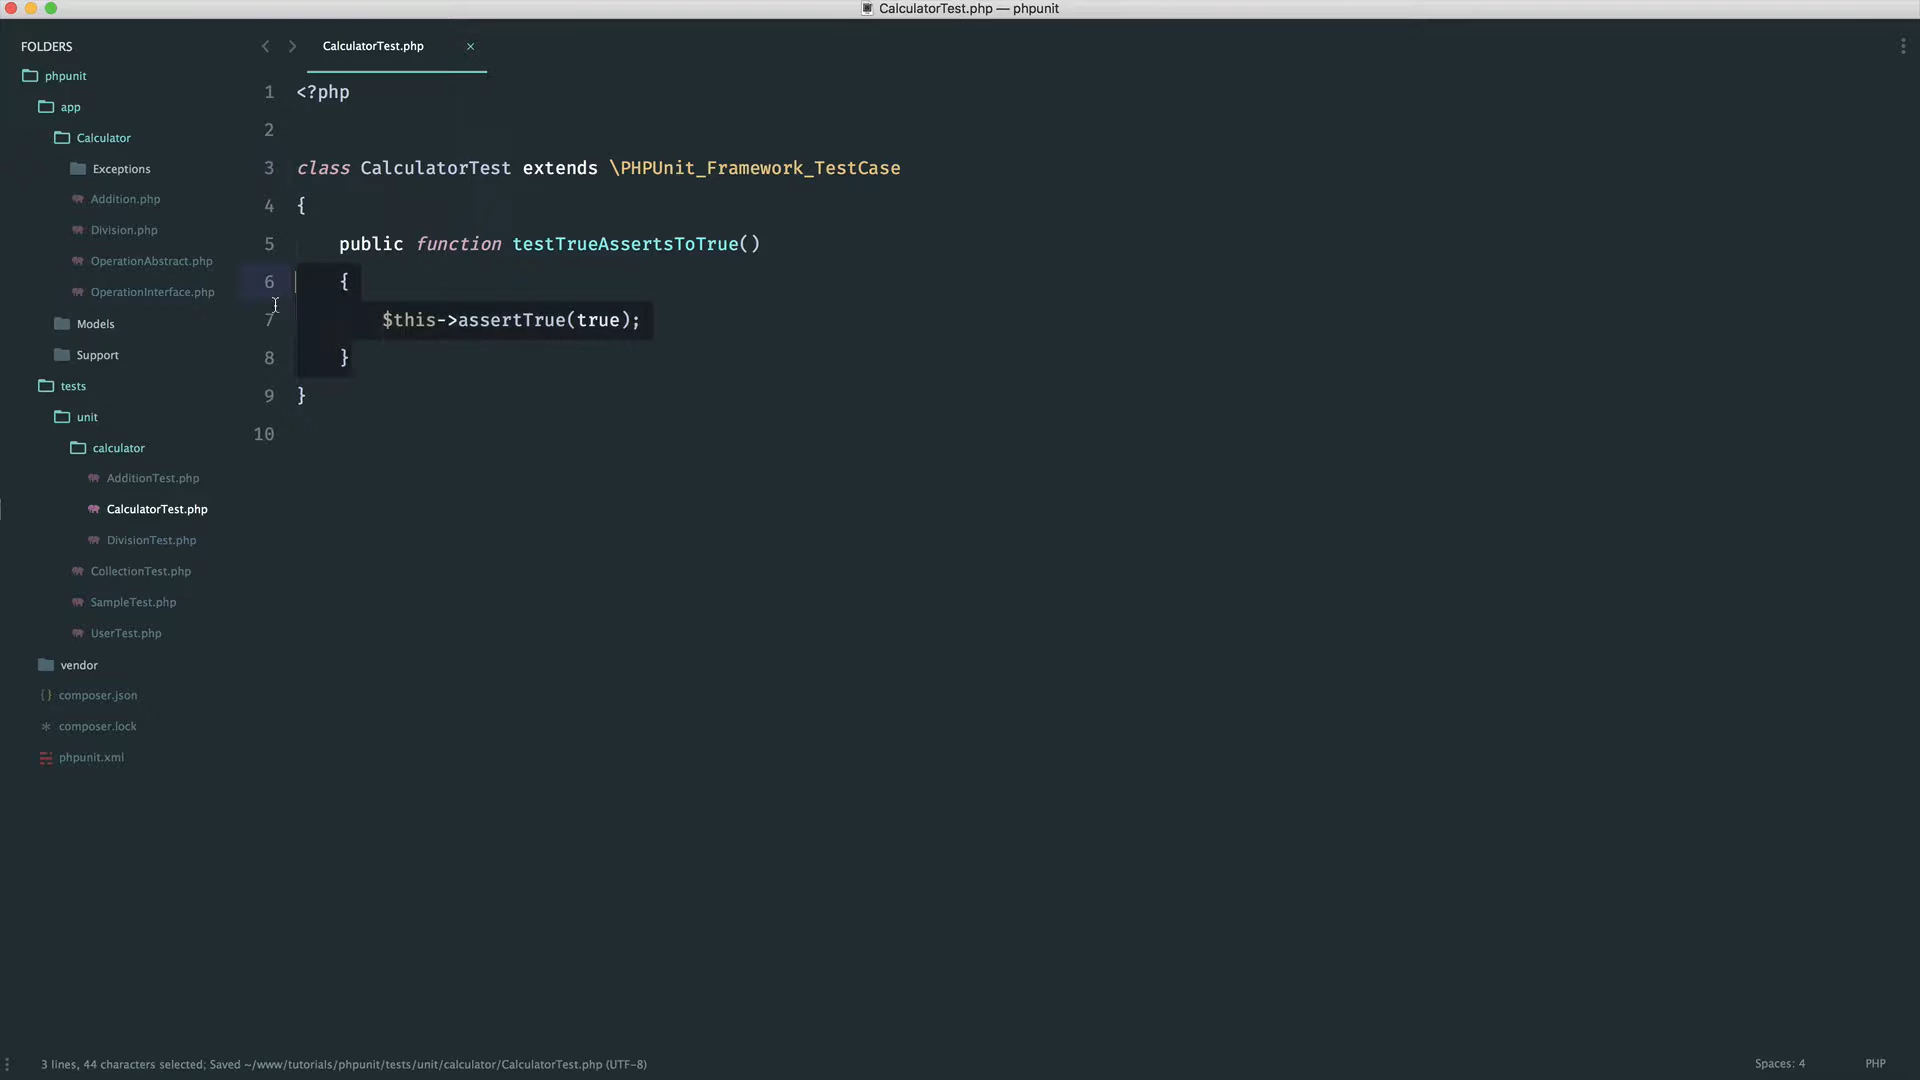 CalculatorTest.php — phpunit
FOLDERS
phpunit
app
Calculator
Exceptions
Addition.php
Division.php
OperationAbstract.php
OperationInterface.php
Models
Support
tests
unit
calculator
AdditionTest.php
CalculatorTest.php
DivisionTest.php
CollectionTest.php
SampleTest.php
UserTest.php
vendor
{} composer.json
* composer.lock
phpunit.xml
CalculatorTest.php ×
1 <?php
2
3 class CalculatorTest extends \PHPUnit_Framework_TestCase
4 {
5 public function testTrueAssertsToTrue()
6 {
7 $this->assertTrue(true);
8 }
9 }
10
3 lines, 44 characters selected; Saved ~/www/tutorials/phpunit/tests/unit/calculator/CalculatorTest.php (UTF-8)
Spaces: 4 PHP